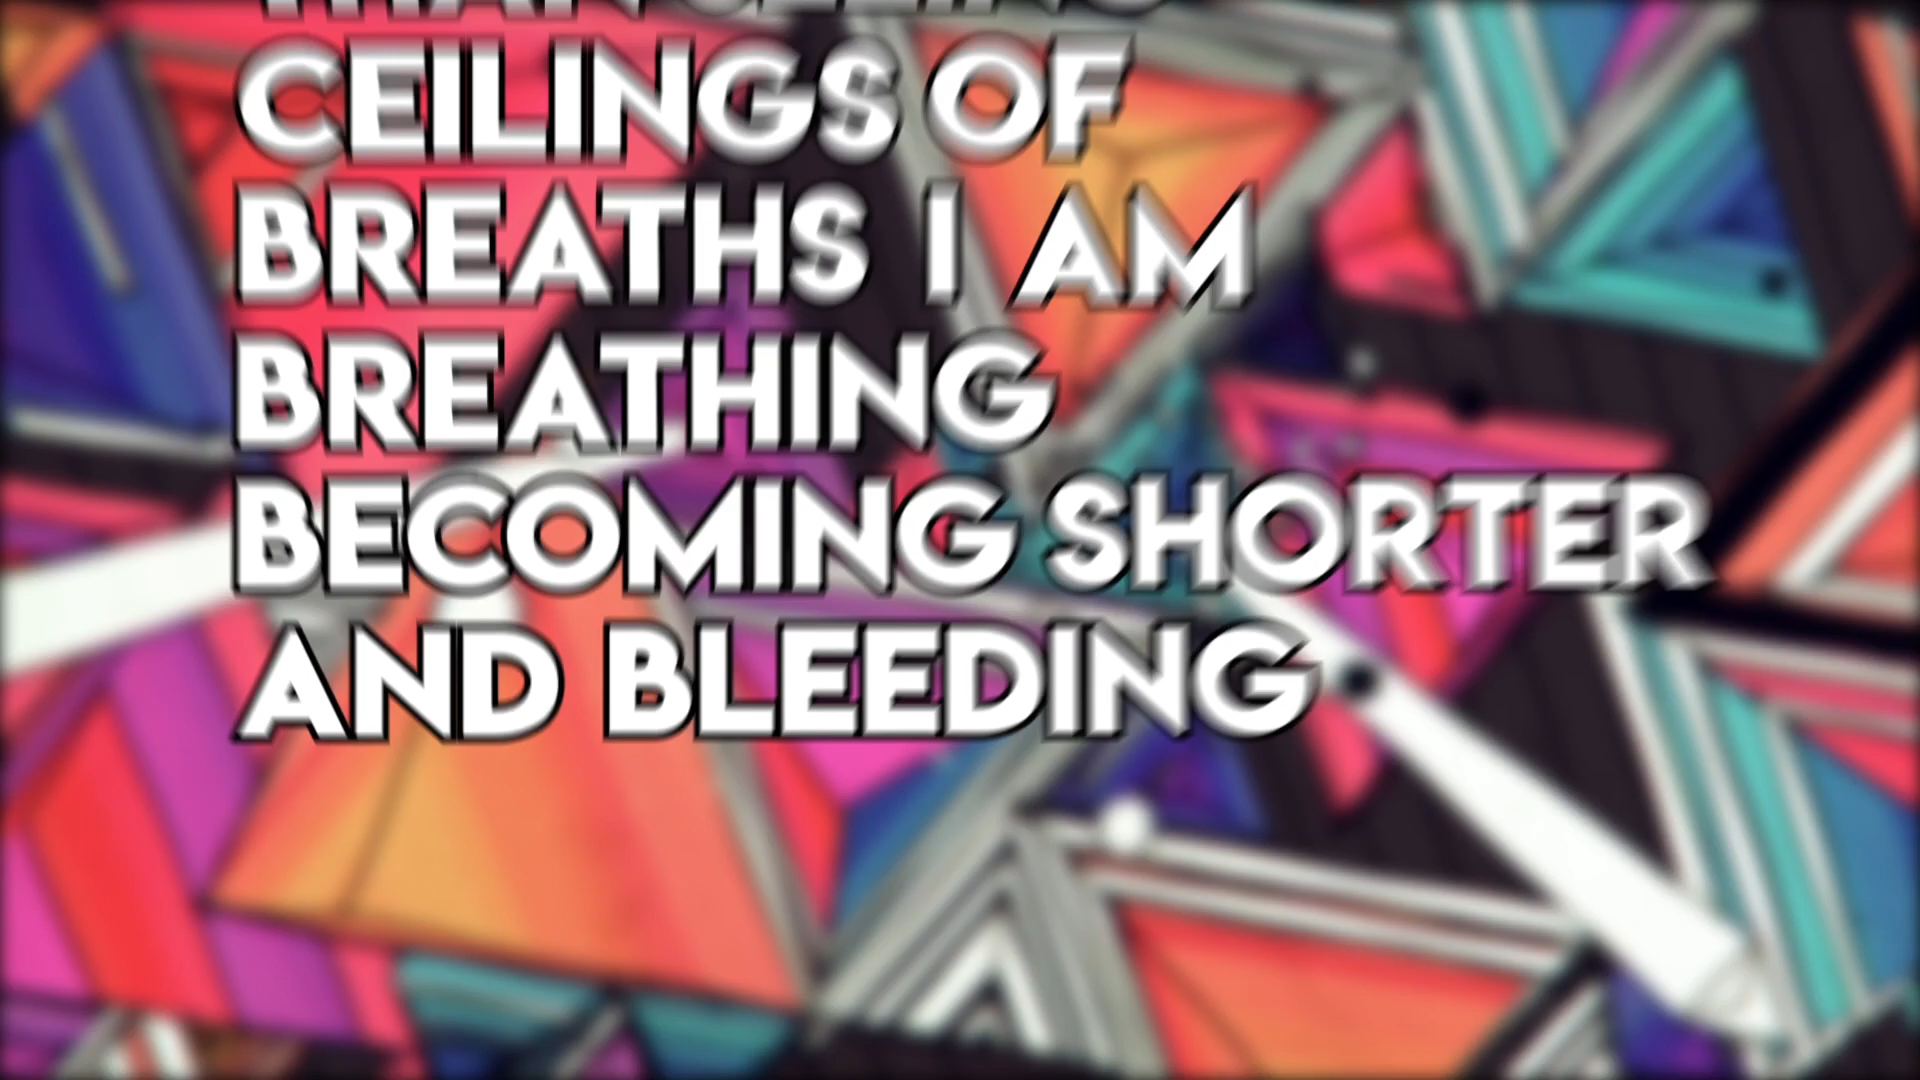 CEILINGS OF
BREATHS I AM
BREATHING
BECOMING SHORTER
AND BLEEDING